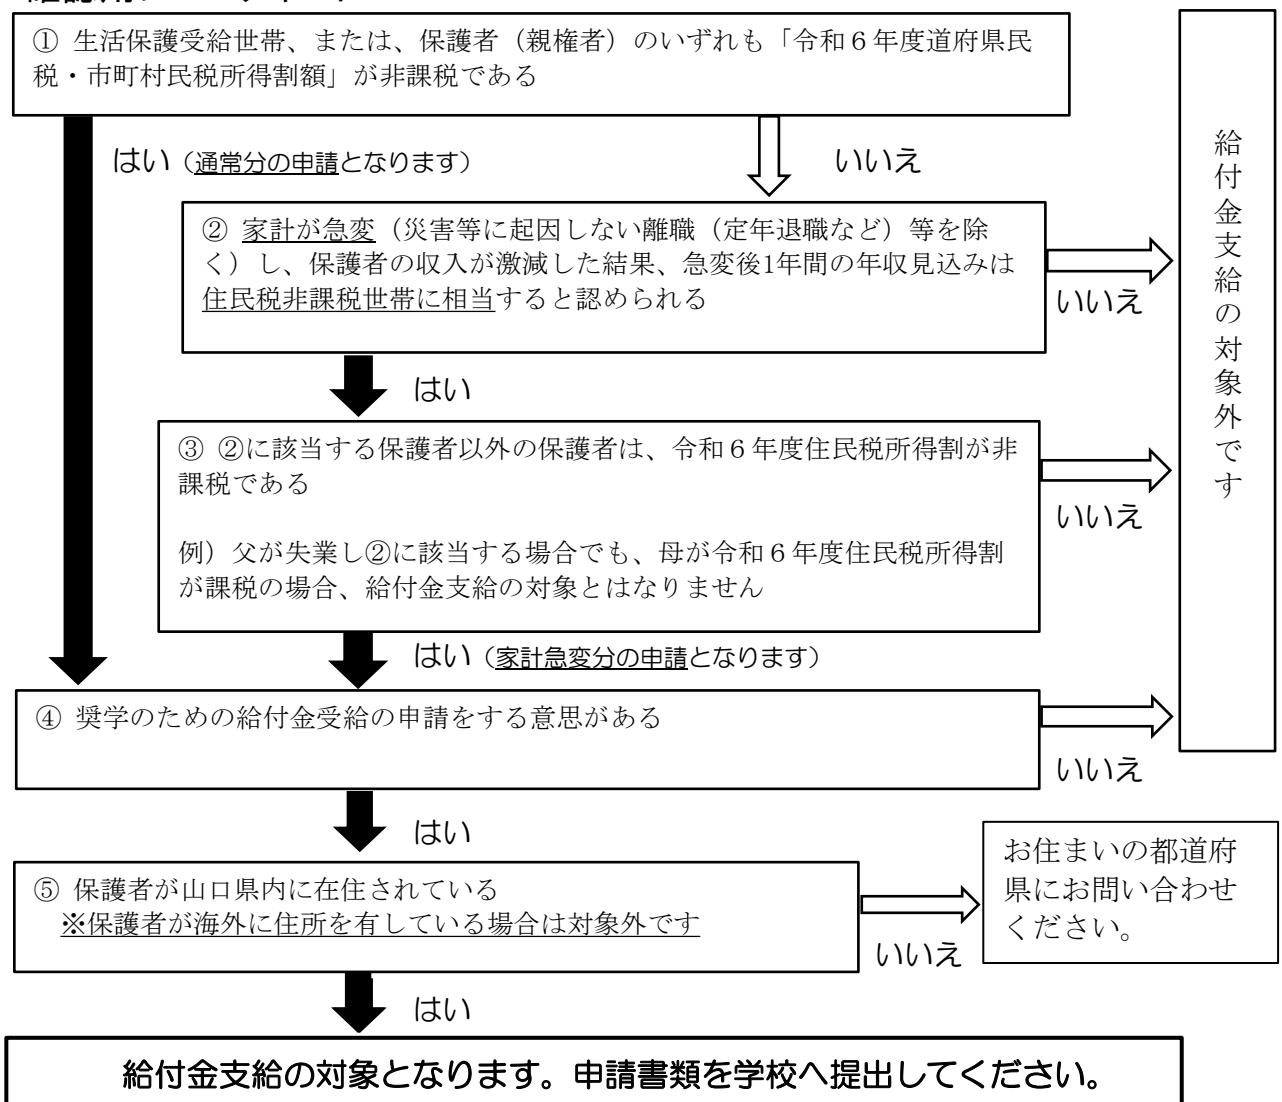 ① 生活保護受給世帯、または、保護者（親権者）のいずれも「令和６年度道府県民
税・市町村民税所得割額」が非課税である
はい（通常分の申請となります）
いいえ
② 家計が急変（災害等に起因しない離職（定年退職など）等を除
く）し、保護者の収入が激減した結果、急変後1年間の年収見込みは
住民税非課税世帯に相当すると認められる
いいえ
はい
③ ②に該当する保護者以外の保護者は、令和６年度住民税所得割が非
課税である
例）父が失業し②に該当する場合でも、母が令和６年度住民税所得割
が課税の場合、給付金支給の対象とはなりません
いいえ
はい（家計急変分の申請となります）
④ 奨学のための給付金受給の申請をする意思がある
いいえ
給付金支給の対象外です
はい
⑤ 保護者が山口県内に在住されている
※保護者が海外に住所を有している場合は対象外です
いいえ
お住まいの都道府
県にお問い合わせ
ください。
はい
給付金支給の対象となります。申請書類を学校へ提出してください。